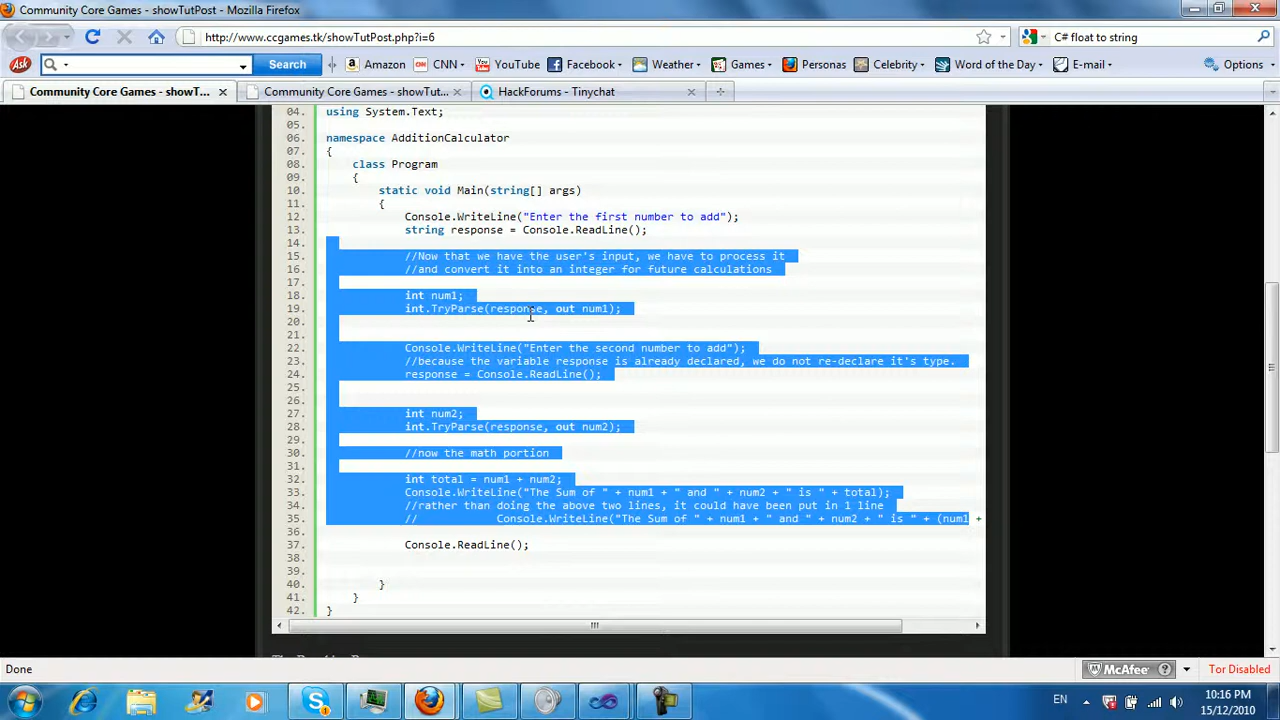 Community Core Games - showTutPost - Mozilla Firefox
http://www.ccgames.tk/showTutPost.php?i=6
C# float to string
Ask
Search
Amazon
CNN
YouTube
Facebook
Weather
Games
Personas
Celebrity
Word of the Day
E-mail
Options
Community Core Games - showT...
Community Core Games - showTut...
HackForums - Tinychat
04. using System.Text;
05.
06. namespace AdditionCalculator
07. {
08. class Program
09. {
10. static void Main(string[] args)
11. {
12. Console.WriteLine("Enter the first number to add");
13. string response = Console.ReadLine();
14.
15. //Now that we have the user's input, we have to process it
16. //and convert it into an integer for future calculations
17.
18. int num1;
19. int.TryParse(response, out num1);
20.
21.
22. Console.WriteLine("Enter the second number to add");
23. //because the variable response is already declared, we do not re-declare it's type.
24. response = Console.ReadLine();
25.
26.
27. int num2;
28. int.TryParse(response, out num2);
29.
30. //now the math portion
31.
32. int total = num1 + num2;
33. Console.WriteLine("The Sum of " + num1 + " and " + num2 + " is " + total);
34. //rather than doing the above two lines, it could have been put in 1 line
35. // Console.WriteLine("The Sum of " + num1 + " and " + num2 + " is " + (num1 +
36.
37. Console.ReadLine();
38.
39.
40. }
41. }
42. }
Done
McAfee
Tor Disabled
EN
10:16 PM
15/12/2010